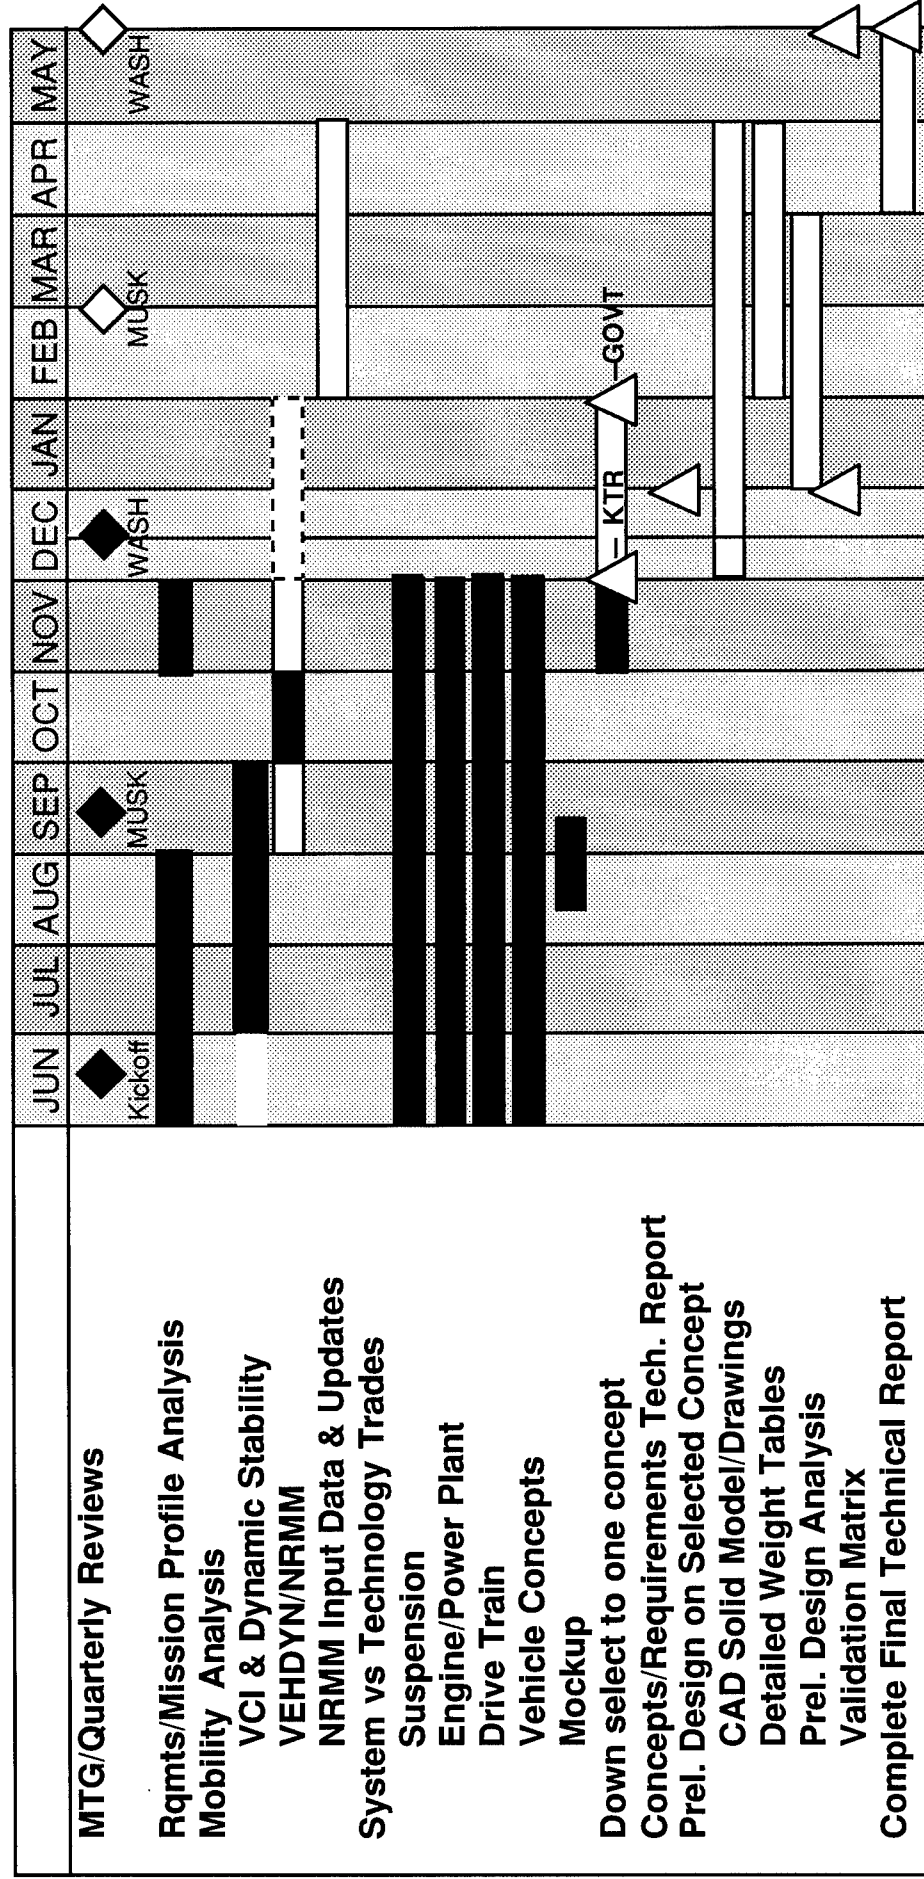 JUN JUL AUG SEP OCT NOV DEC JAN FEB MAR APR MAY
MTG/Quarterly Reviews
Kickoff MUSK WASH MUSK WASH
Rqmts/Mission Profile Analysis
Mobility Analysis
VCI & Dynamic Stability
VEHDYN/NRMM
NRMM Input Data & Updates
System vs Technology Trades
Suspension
Engine/Power Plant
Drive Train
Vehicle Concepts
Mockup
Down select to one concept – KTR –GOVT
Concepts/Requirements Tech. Report
Prel. Design on Selected Concept
CAD Solid Model/Drawings
Detailed Weight Tables
Prel. Design Analysis
Validation Matrix
Complete Final Technical Report